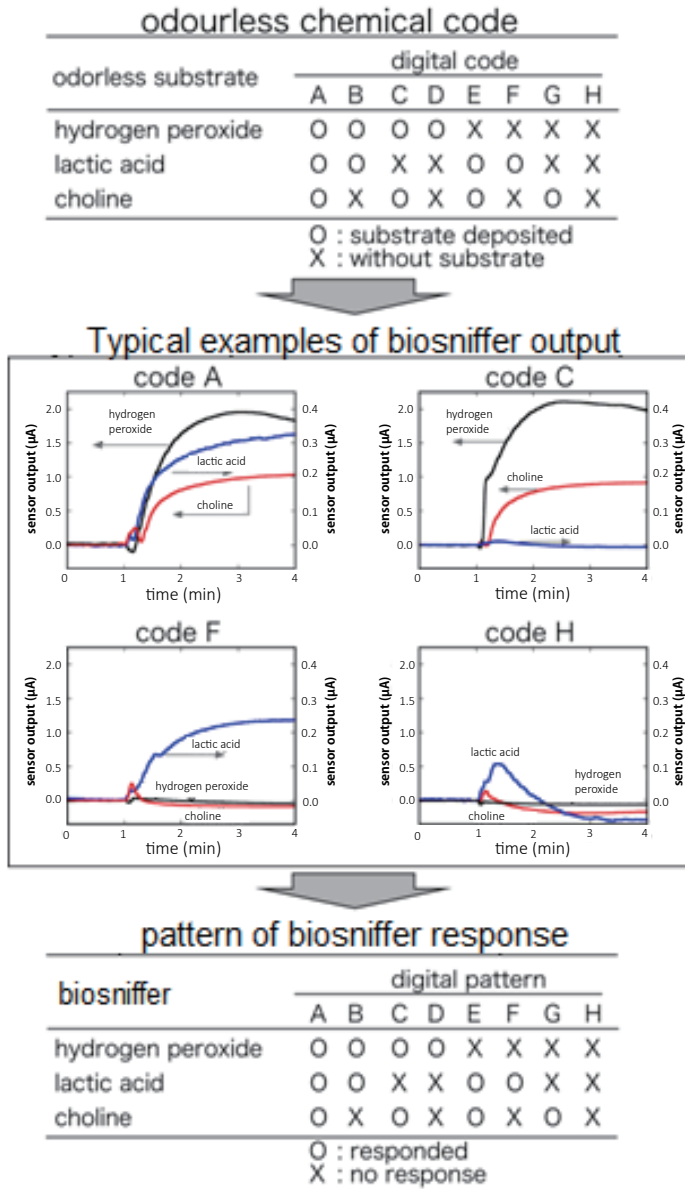 odourless chemical code
odorless substrate
digital code
A B C D E F G H
hydrogen peroxide O O O O X X X X
lactic acid O O X X O O X X
choline O X O X O X O X
O : substrate deposited
X : without substrate
Typical examples of biosniffer output
code A
sensor output (µA)
2.0
1.5
1.0
0.5
0.0
hydrogen
peroxide
lactic acid
choline
0.4
0.3
0.2
0.1
0.0
sensor output (µA)
0 1 2 3 4
time (min)
code C
sensor output (µA)
2.0
1.5
1.0
0.5
0.0
hydrogen
peroxide
choline
lactic acid
0.4
0.3
0.2
0.1
0.0
sensor output (µA)
0 1 2 3 4
time (min)
code F
sensor output (µA)
2.0
1.5
1.0
0.5
0.0
lactic acid
hydrogen peroxide
choline
0.4
0.3
0.2
0.1
0.0
sensor output (µA)
0 1 2 3 4
time (min)
code H
sensor output (µA)
2.0
1.5
1.0
0.5
0.0
lactic acid
hydrogen
peroxide
choline
0.4
0.3
0.2
0.1
0.0
sensor output (µA)
0 1 2 3 4
time (min)
pattern of biosniffer response
biosniffer
digital pattern
A B C D E F G H
hydrogen peroxide O O O O X X X X
lactic acid O O X X O O X X
choline O X O X O X O X
O : responded
X : no response